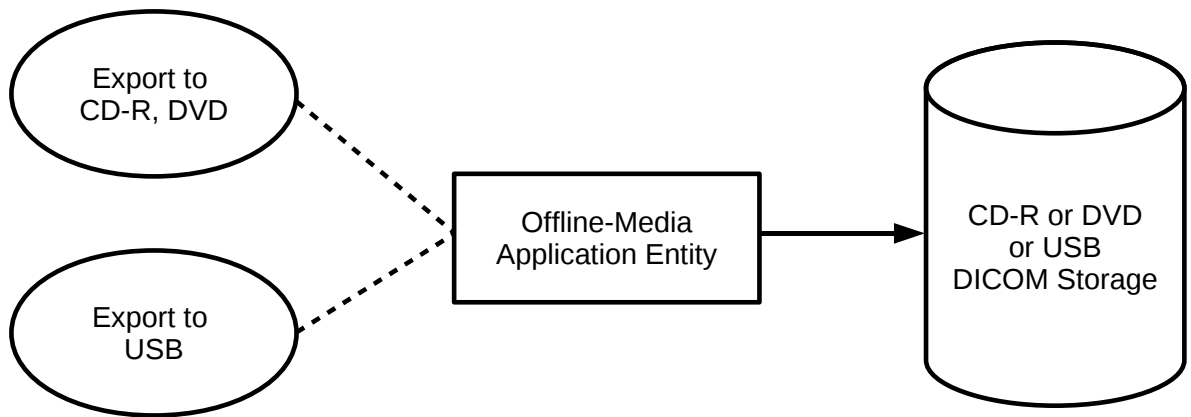 Export to
CD-R, DVD
Offline-Media
Application Entity
CD-R or DVD
or USB
DICOM Storage
Export to
USB